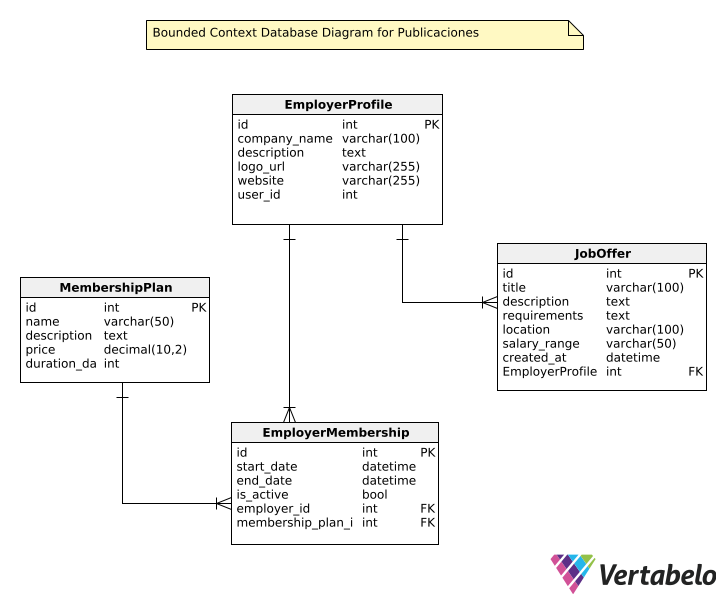 Bounded Context Database Diagram for Publicaciones
EmployerProfile
id int PK
company_name varchar(100)
description text
logo_url varchar(255)
website varchar(255)
user_id int
JobOffer
id int PK
title varchar(100)
description text
requirements text
location varchar(100)
salary_range varchar(50)
created_at datetime
EmployerProfile int FK
MembershipPlan
id int PK
name varchar(50)
description text
price decimal(10,2)
duration_da int
EmployerMembership
id int PK
start_date datetime
end_date datetime
is_active bool
employer_id int FK
membership_plan_i int FK
Vertabelo